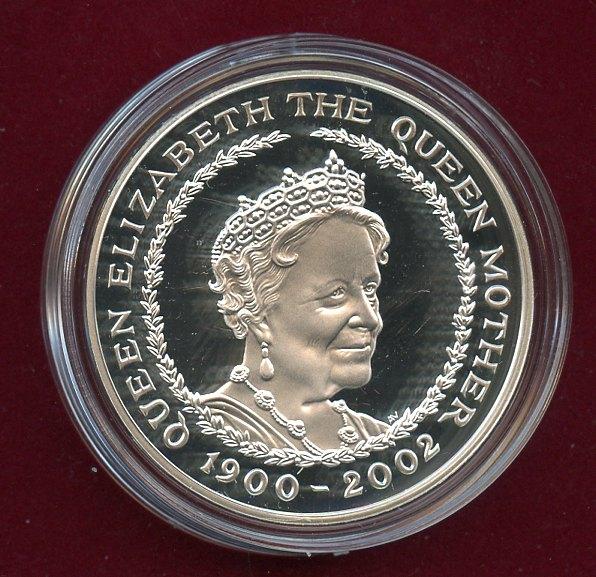 QUEEN ELIZABETH THE QUEEN MOTHER
1900 – 2002